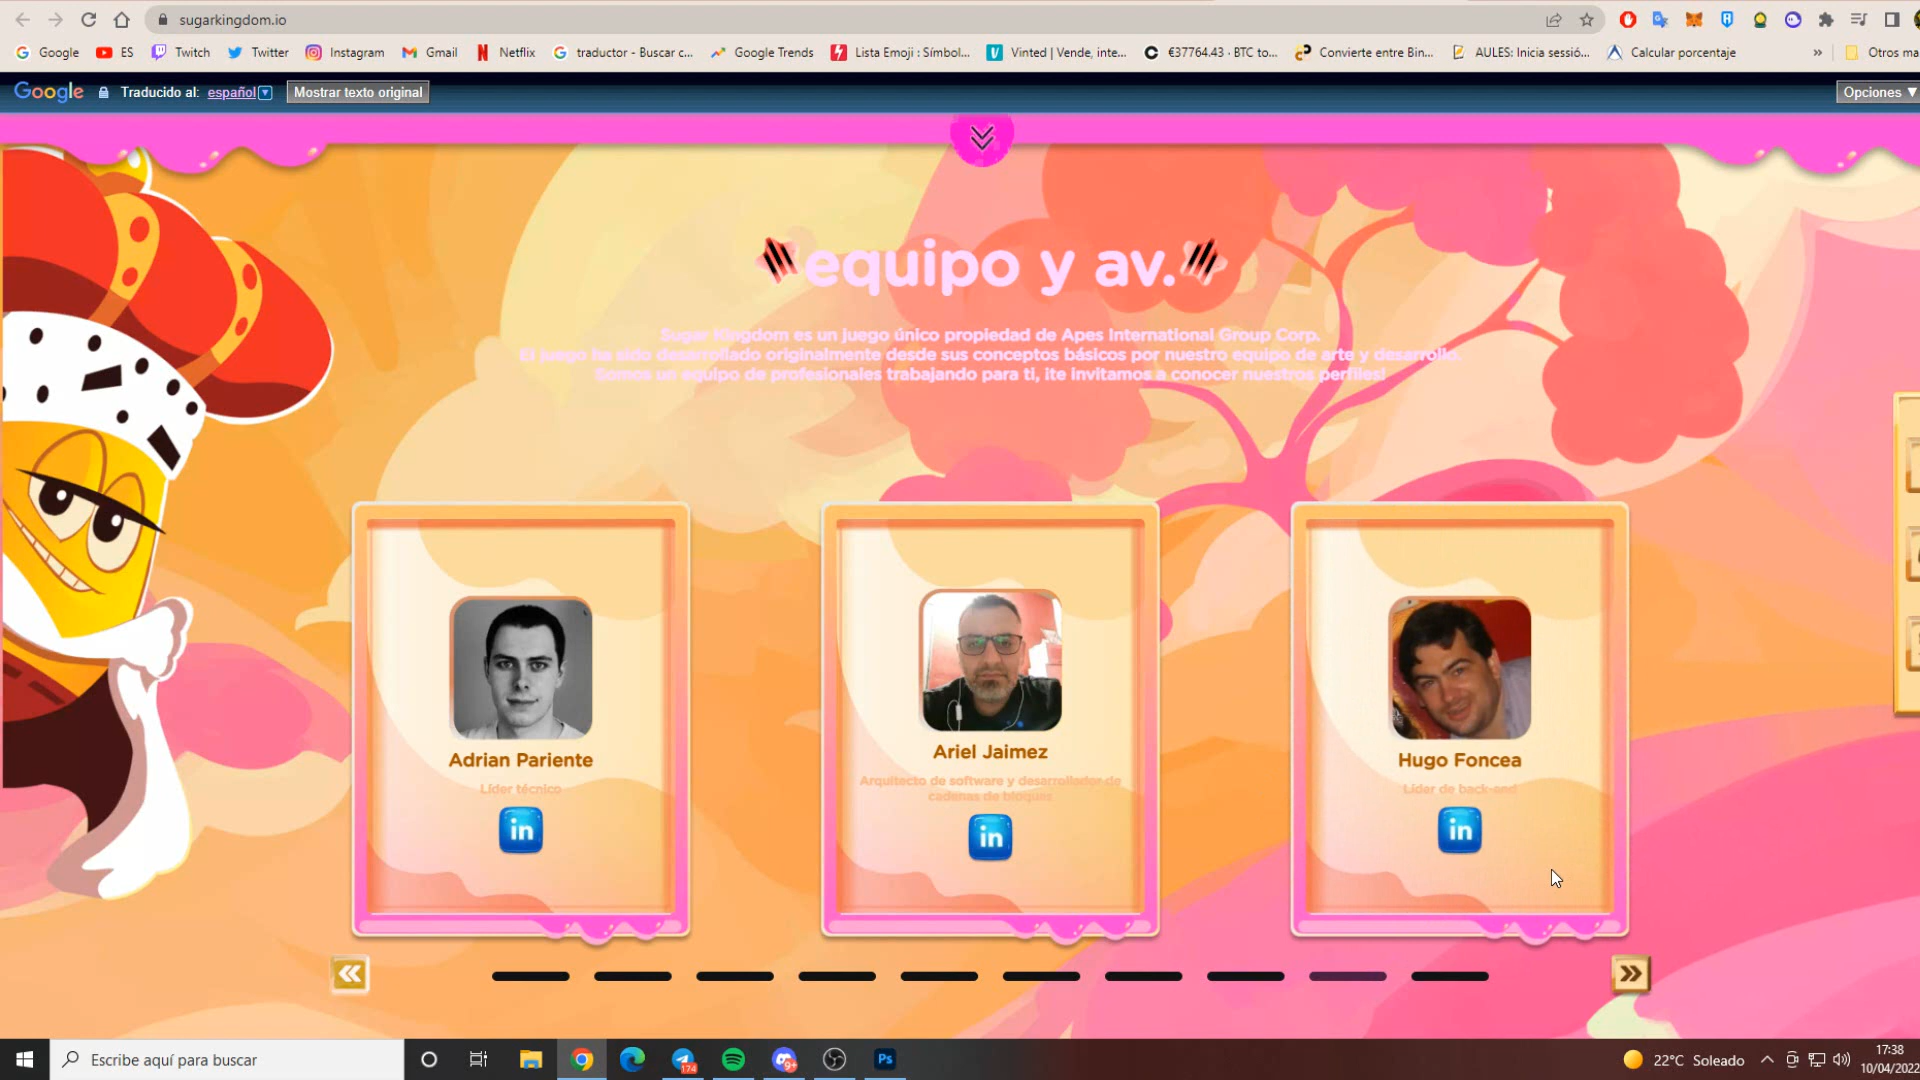 sugarkingdom.io
Google
ES
Twitch
Twitter
Instagram
Gmail
Netflix
traductor - Buscar c...
Google Trends
Lista Emoji : Símbol...
Vinted | Vende, inte...
€37764.43 · BTC to...
Convierte entre Bin...
AULES: Inicia sessió...
Calcular porcentaje
»
Otros ma
Google
Traducido al: español
Mostrar texto original
Opciones ▼
equipo y av.
Sugar Kingdom es un juego único propiedad de Apes International Group Corp.
El juego ha sido desarrollado originalmente desde sus conceptos básicos por nuestro equipo de arte y desarrollo.
Somos un equipo de profesionales trabajando para ti, ¡te invitamos a conocer nuestros perfiles!
Adrian Pariente
Líder técnico
in
Ariel Jaimez
Arquitecto de software y desarrollador de
cadenas de bloques
in
Hugo Foncea
Líder de back-end
in
Escribe aquí para buscar
174
9+
Ps
22°C Soleado
17:38
10/04/2022